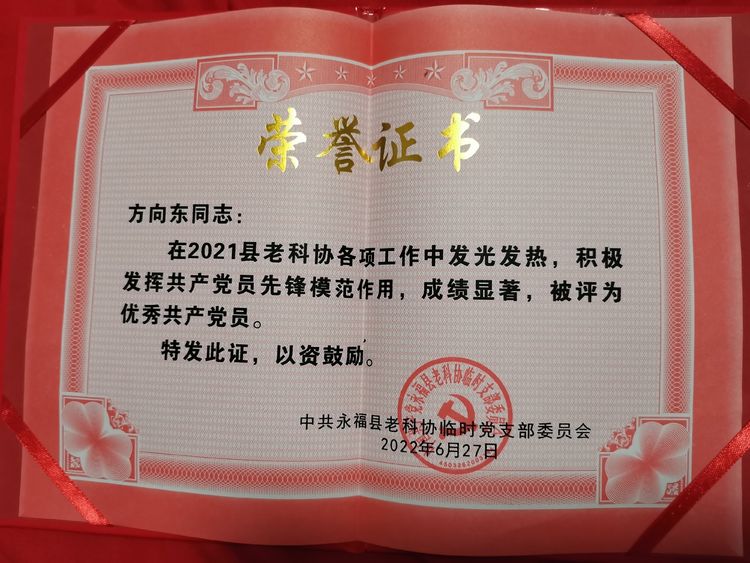 荣誉证书
方向东同志：
在2021县老科协各项工作中发光发热，积极
发挥共产党员先锋模范作用，成绩显著，被评为
优秀共产党员。
特发此证，以资鼓励。
中共永福县老科协临时党支部委员会
2022年6月27日